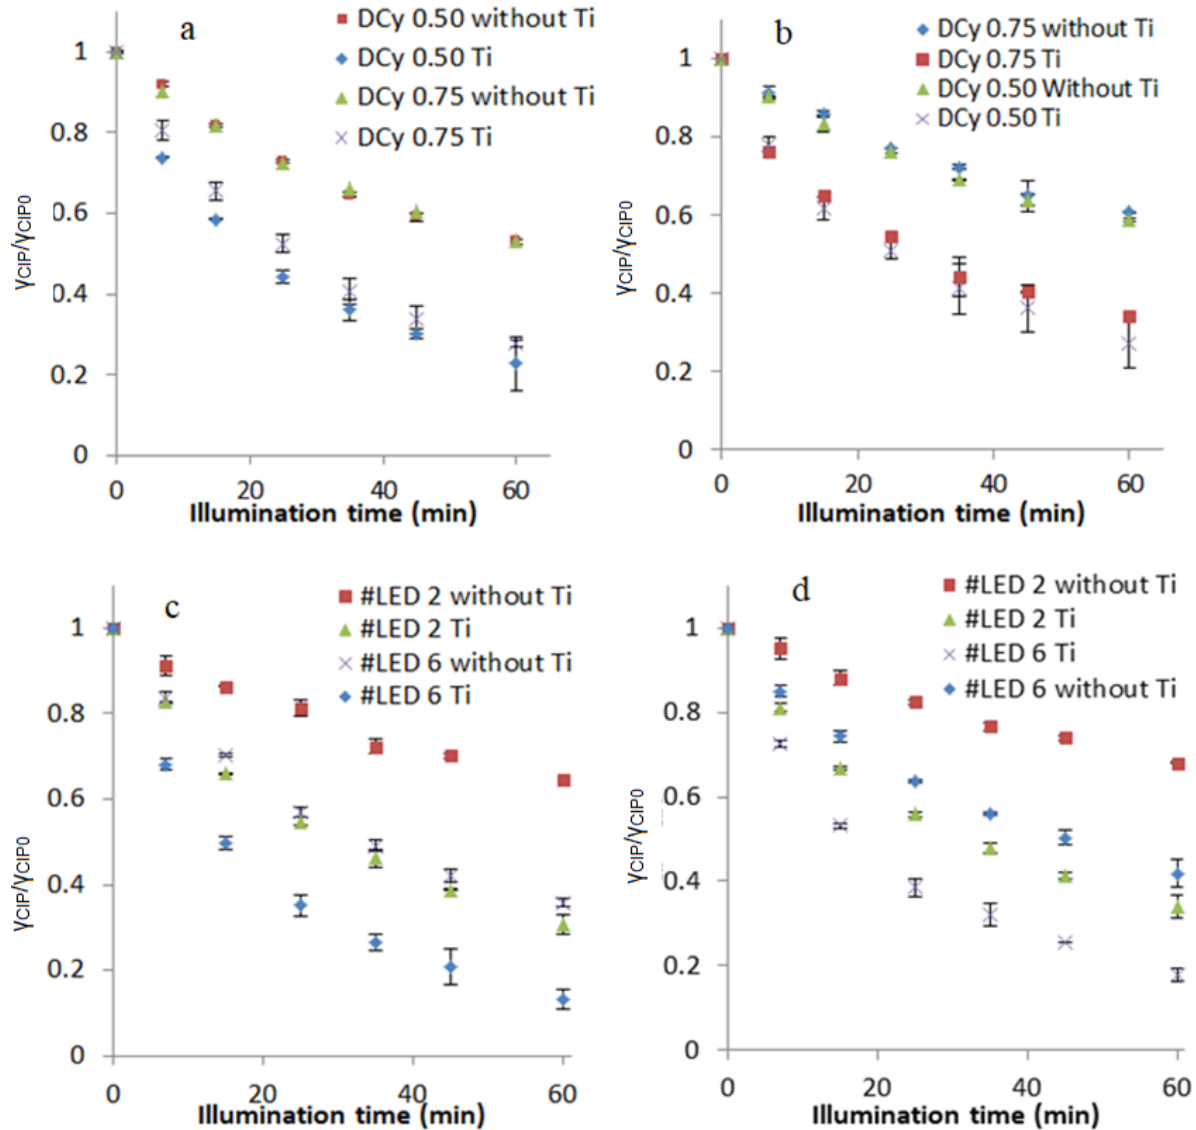 a
DCy 0.50 without Ti
DCy 0.50 Ti
DCy 0.75 without Ti
DCy 0.75 Ti
1
0.8
0.6
0.4
0.2
0
γCIP/γCIP0
0 20 40 60
Illumination time (min)
b
DCy 0.75 without Ti
DCy 0.75 Ti
DCy 0.50 Without Ti
DCy 0.50 Ti
1
0.8
0.6
0.4
0.2
0
γCIP/γCIP0
0 20 40 60
Illumination time (min)
c
#LED 2 without Ti
#LED 2 Ti
#LED 6 without Ti
#LED 6 Ti
1
0.8
0.6
0.4
0.2
0
γCIP/γCIP0
0 20 40 60
Illumination time (min)
d
#LED 2 without Ti
#LED 2 Ti
#LED 6 Ti
#LED 6 without Ti
1
0.8
0.6
0.4
0.2
0
γCIP/γCIP0
0 20 40 60
Illumination time (min)